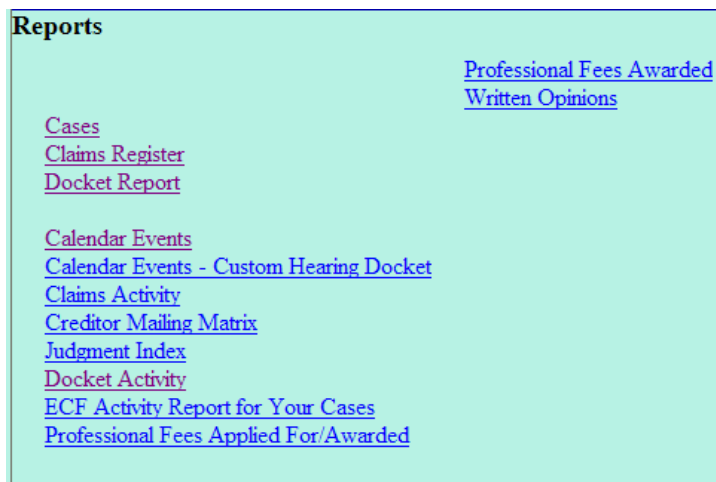 Reports
Professional Fees Awarded
Written Opinions
Cases
Claims Register
Docket Report
Calendar Events
Calendar Events - Custom Hearing Docket
Claims Activity
Creditor Mailing Matrix
Judgment Index
Docket Activity
ECF Activity Report for Your Cases
Professional Fees Applied For/Awarded